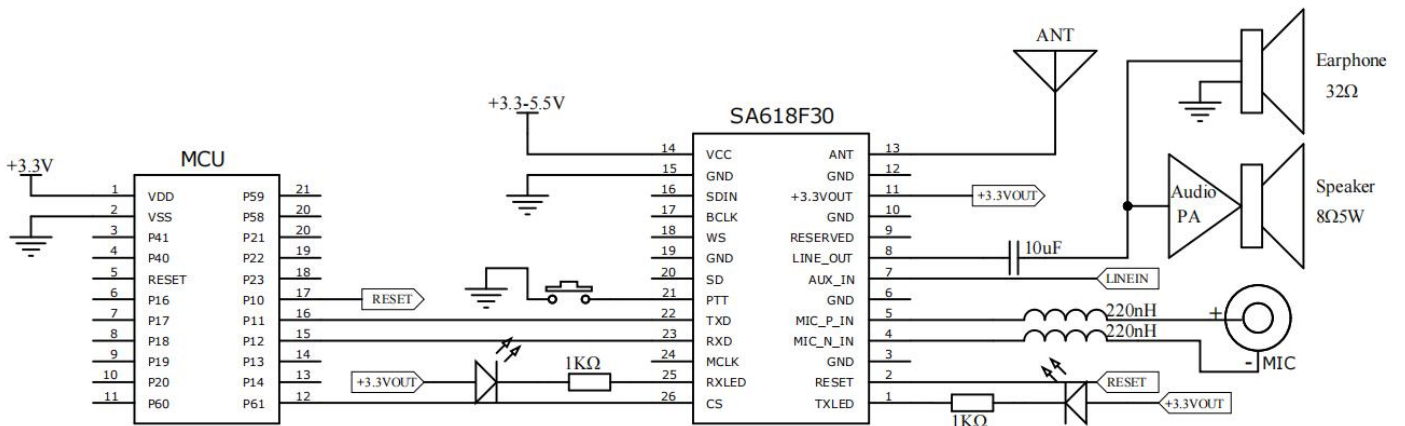 ANT
Earphone
32Ω
+3.3-5.5V
SA618F30
MCU
+3.3V
1 VDD P59 21
2 VSS P58 20
3 P41 P21 20
4 P40 P22 19
5 RESET P23 18
6 P16 P10 17 RESET
7 P17 P11 16
8 P18 P12 15
9 P19 P13 14
10 P20 P14 13
11 P60 P61 12
14 VCC ANT 13
15 GND GND 12
16 SDIN +3.3VOUT 11 +3.3VOUT
17 BCLK GND 10
18 WS RESERVED 9
19 GND LINE_OUT 8 10uF
20 SD AUX_IN 7 LINEIN
21 PTT GND 6
22 TXD MIC_P_IN 5 220nH
23 RXD MIC_N_IN 4 220nH
24 MCLK GND 3
+3.3VOUT 1KΩ 25 RXLED RESET 2 RESET
26 CS TXLED 1 1KΩ +3.3VOUT
Audio
PA
Speaker
8Ω5W
+
-
MIC